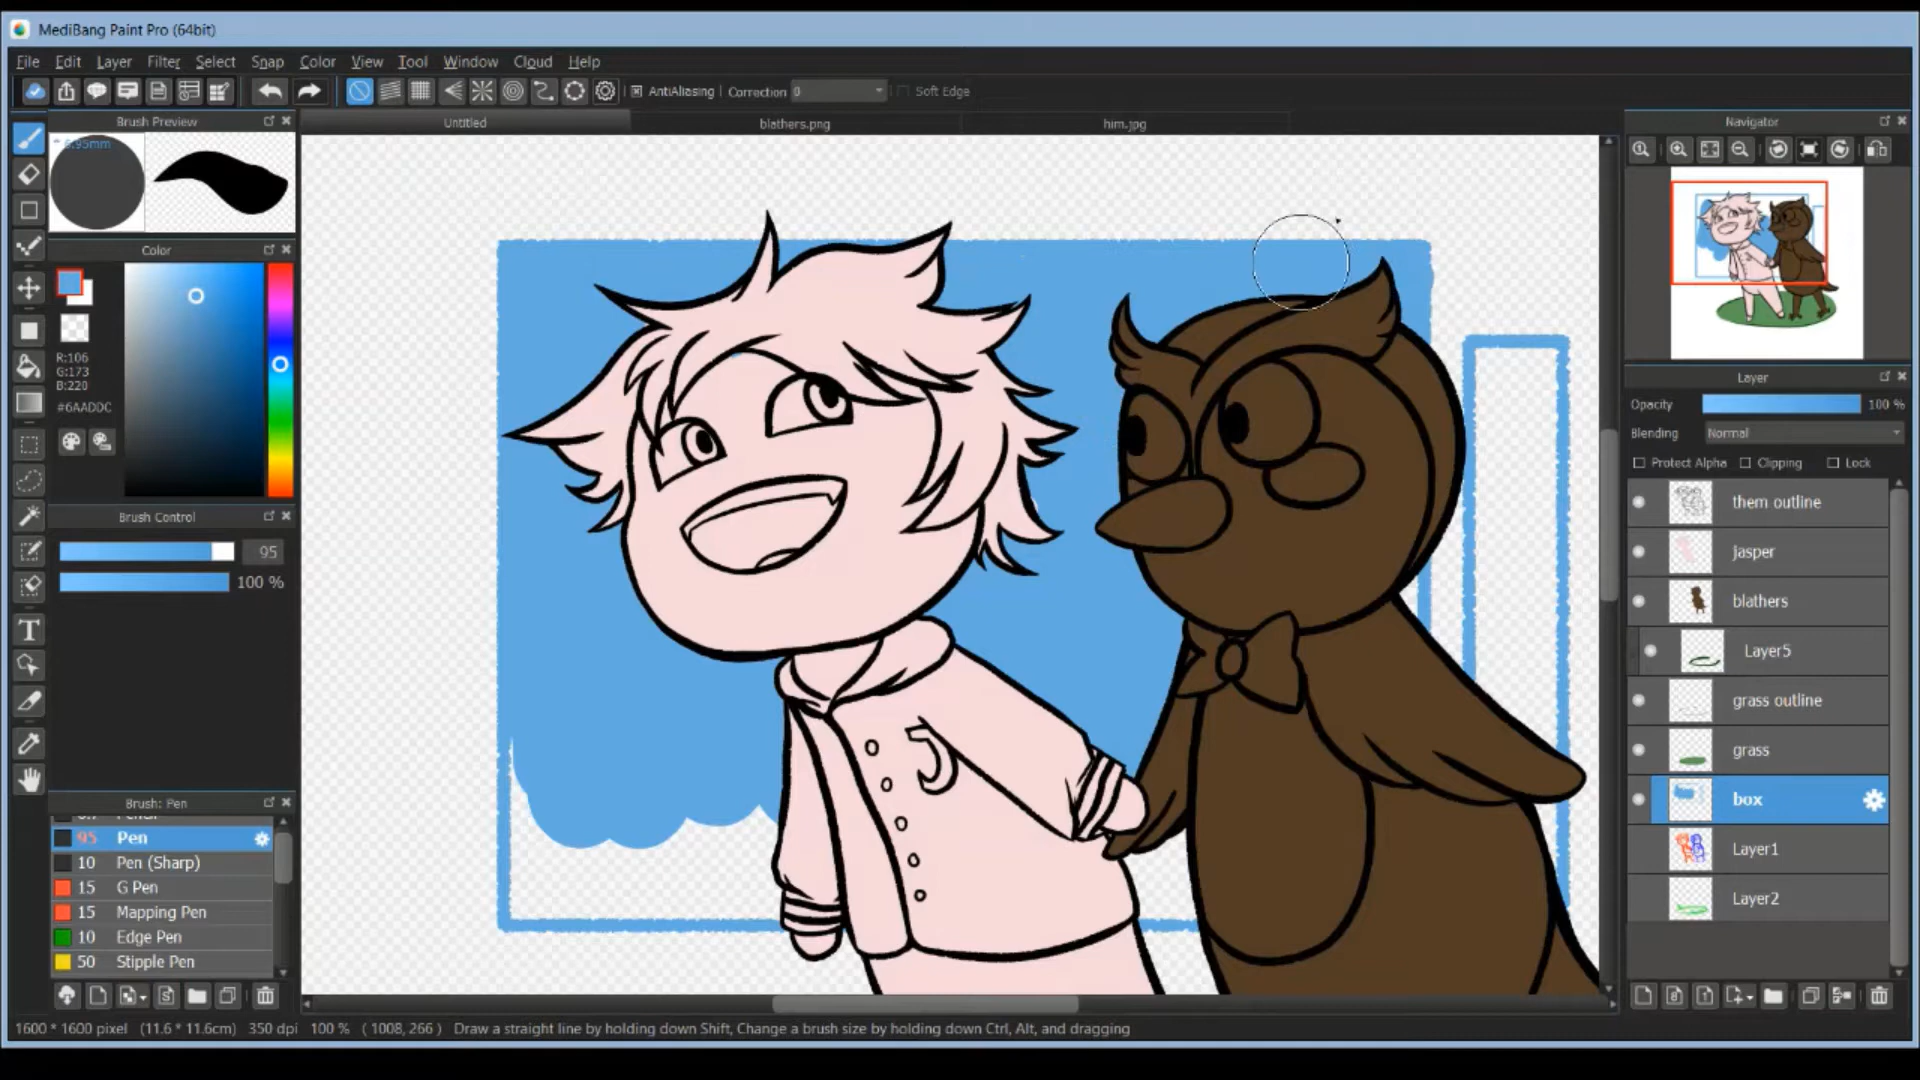 MediBang Paint Pro (64bit)
File Edit Layer Filter Select Snap Color View Tool Window Cloud Help
AntiAliasing Correction 0 Soft Edge
Brush Preview
Untitled blathers.png him.jpg
Navigator
6.95mm
Color
R:106
G:173
B:220
#6AADDC
Layer
Opacity 100 %
Blending Normal
Protect Alpha Clipping Lock
them outline
Jasper
blathers
Layer5
grass outline
grass
box
Layer1
Layer2
Brush Control
95
100 %
J
Brush: Pen
95 Pen
10 Pen (Sharp)
15 G Pen
15 Mapping Pen
10 Edge Pen
50 Stipple Pen
1600 * 1600 pixel (11.6 * 11.6cm) 350 dpi 100 % ( 1008, 266 ) Draw a straight line by holding down Shift, Change a brush size by holding down Ctrl, Alt, and dragging